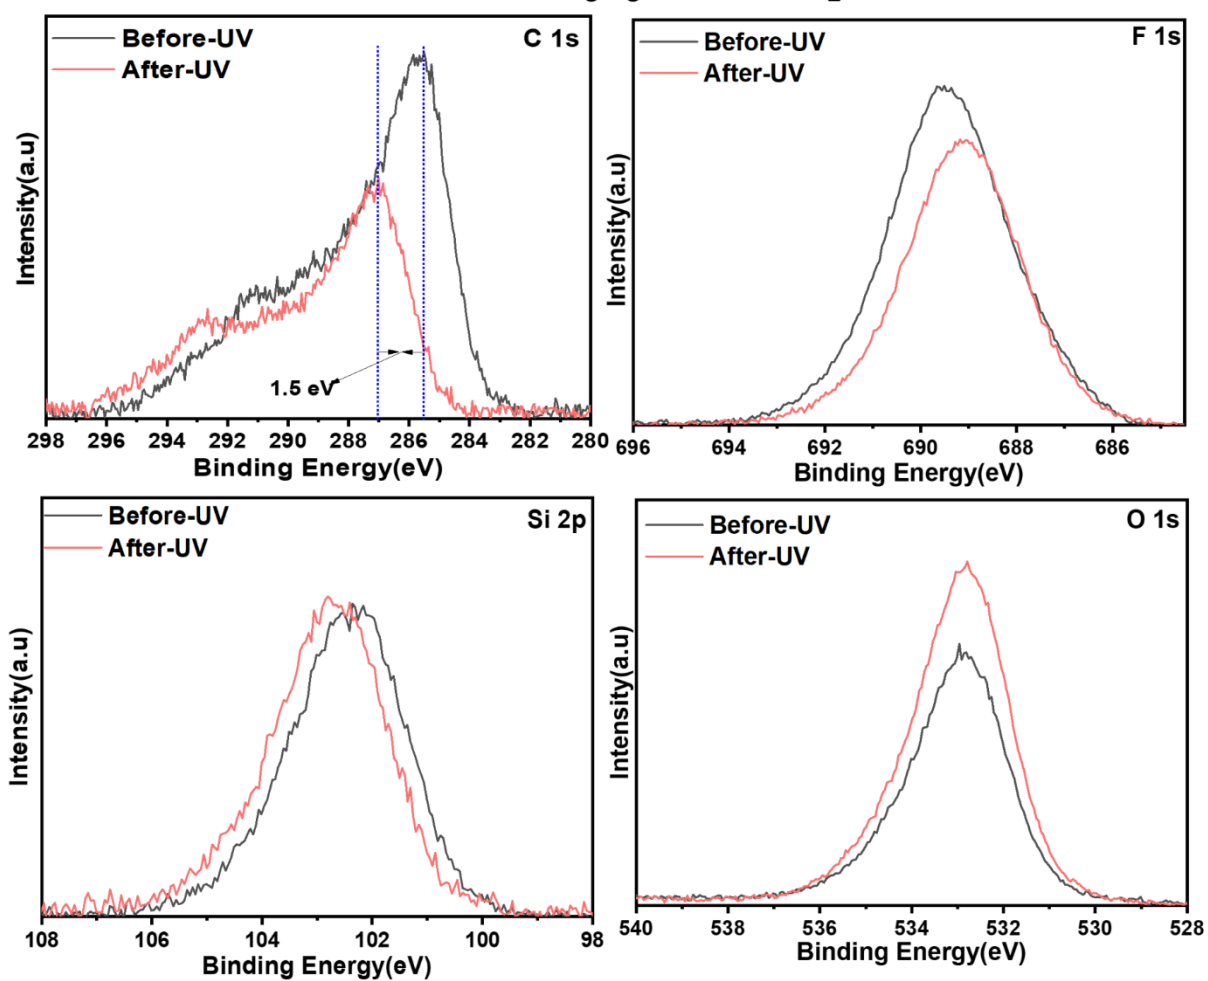 Before-UV
After-UV
C 1s
Intensity(a.u)
1.5 eV
298 296 294 292 290 288 286 284 282 280
Binding Energy(eV)
Before-UV
After-UV
F 1s
Intensity(a.u)
696 694 692 690 688 686
Binding Energy(eV)
Before-UV
After-UV
Si 2p
Intensity(a.u)
108 106 104 102 100 98
Binding Energy(eV)
Before-UV
After-UV
O 1s
Intensity(a.u)
540 538 536 534 532 530 528
Binding Energy(eV)